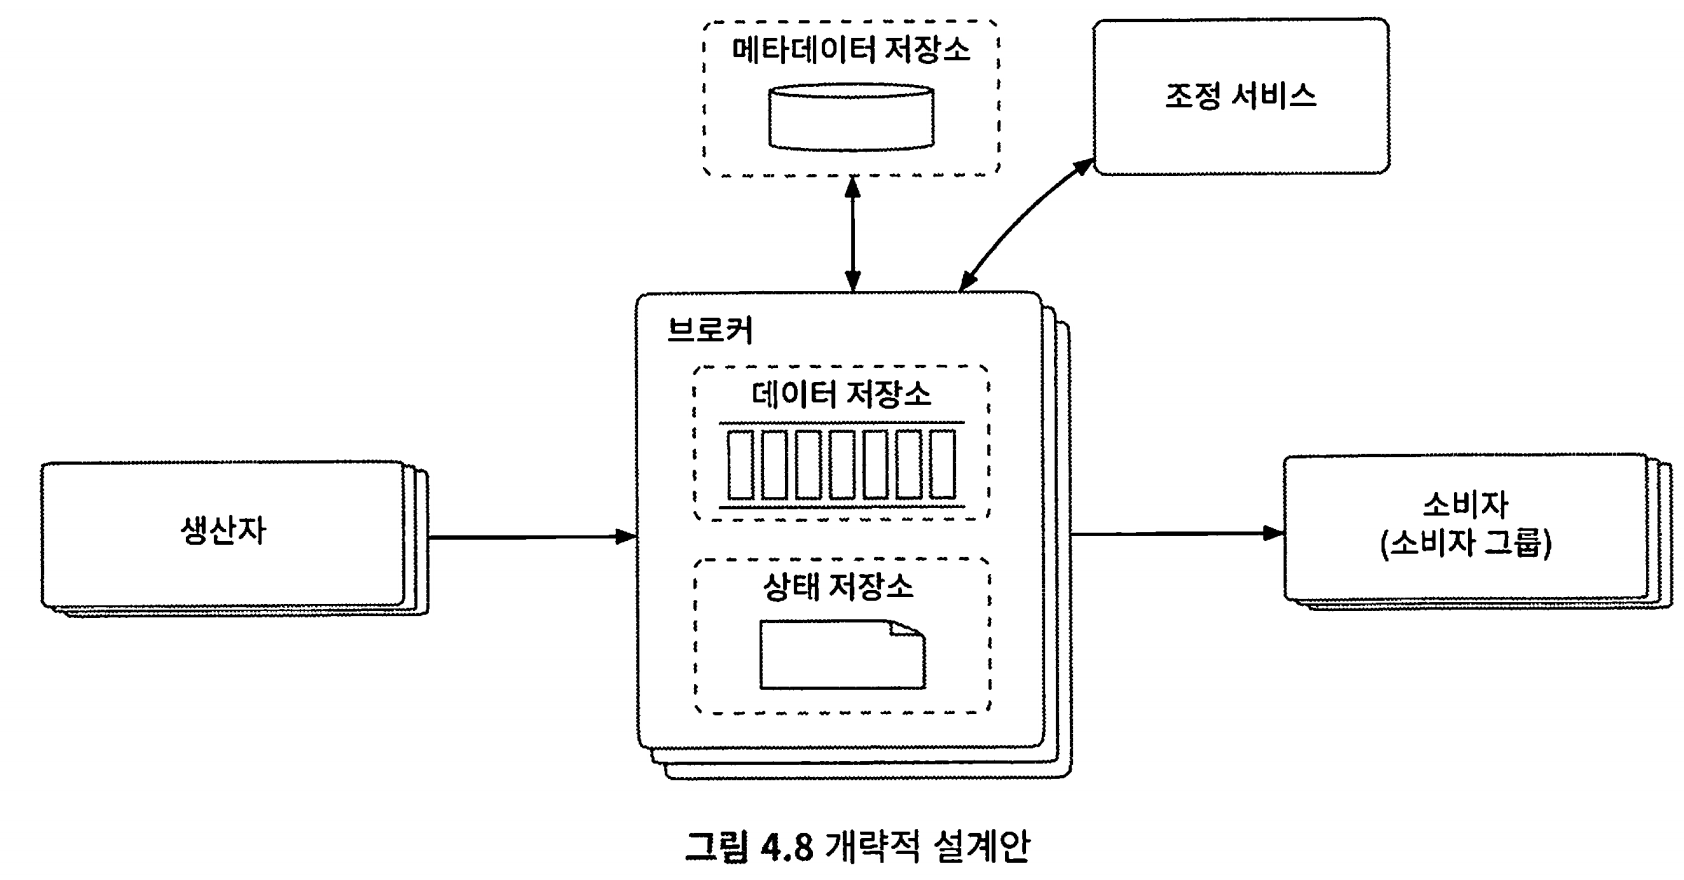 메타데이터 저장소
조정 서비스
브로커
데이터 저장소
생산자
소비자
(소비자 그룹)
상태 저장소
그림 4.8 개략적 설계안